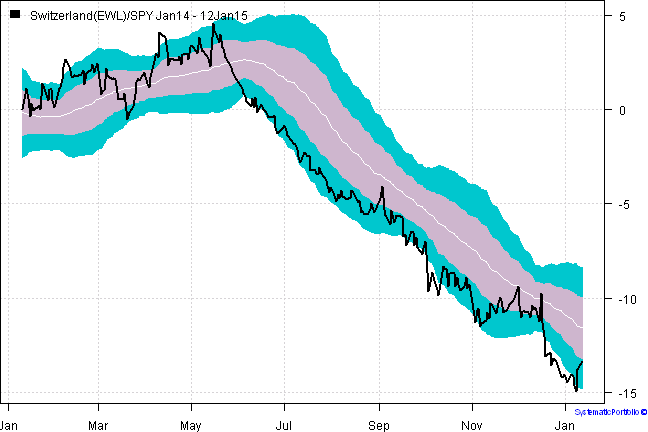 Switzerland(EWL)/SPY Jan14 - 12Jan15
5
0
-5
-10
-15
Jan Mar May Jul Sep Nov Jan
SystematicPortfolio ©